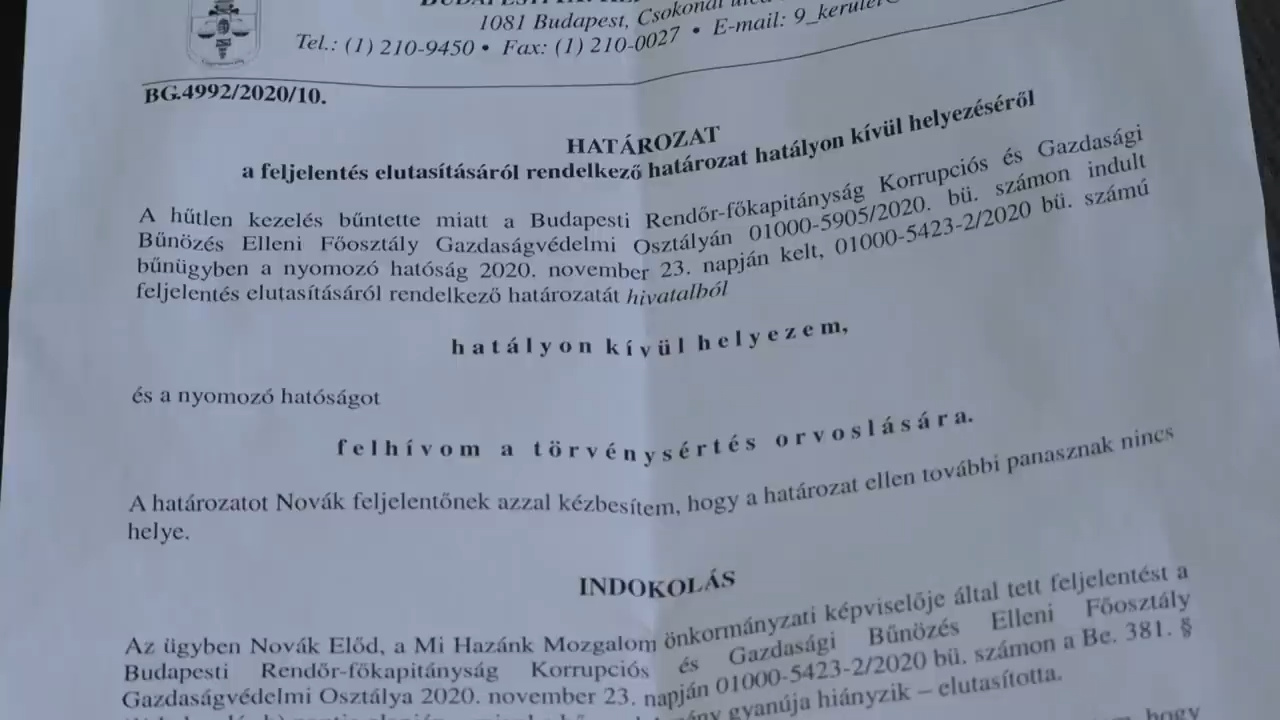 1081 Budapest, Csokonai
Tel.: (1) 210-9450 • Fax: (1) 210-0027 • E-mail: 9_kerulet@
BG.4992/2020/10.
HATÁROZAT
a feljelentés elutasításáról rendelkező határozat hatályon kívül helyezéséről
A hűtlen kezelés bűntette miatt a Budapesti Rendőr-főkapitányság Korrupciós és Gazdasági
Bűnözés Elleni Főosztály Gazdaságvédelmi Osztályán 01000-5905/2020. bü. számon indult
bűnügyben a nyomozó hatóság 2020. november 23. napján kelt, 01000-5423-2/2020 bü. számú
feljelentés elutasításáról rendelkező határozatát hivatalból
hatályon kívül helyezem,
és a nyomozó hatóságot
felhívom a törvénysértés orvoslására.
A határozatot Novák feljelentőnek azzal kézbesítem, hogy a határozat ellen további panasznak nincs
helye.
INDOKOLÁS
Az ügyben Novák Előd, a Mi Hazánk Mozgalom önkormányzati képviselője által tett feljelentést a
Budapesti Rendőr-főkapitányság Korrupciós és Gazdasági Bűnözés Elleni Főosztály
Gazdaságvédelmi Osztálya 2020. november 23. napján 01000-5423-2/2020 bü. számon a Be. 381. §
gyanúja hiányzik – elutasította.
hogy